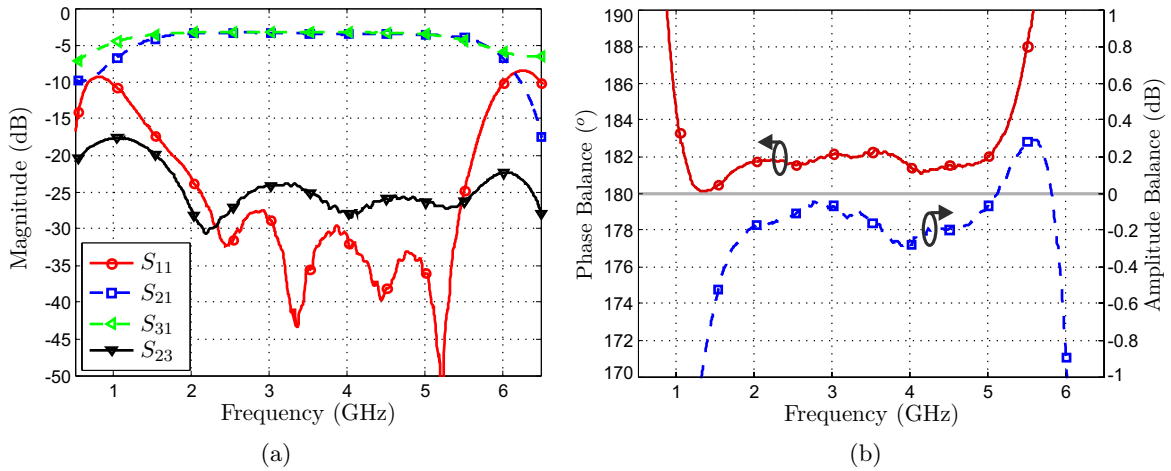 0
-5
-10
-15
-20
-25
-30
-35
-40
-45
-50
1 2 3 4 5 6
Magnitude (dB)
Frequency (GHz)
S11
S21
S31
S23
(a)
190
188
186
184
182
180
178
176
174
172
170
1 2 3 4 5 6
Phase Balance (o)
Frequency (GHz)
1
0.8
0.6
0.4
0.2
0
-0.2
-0.4
-0.6
-0.8
-1
Amplitude Balance (dB)
(b)